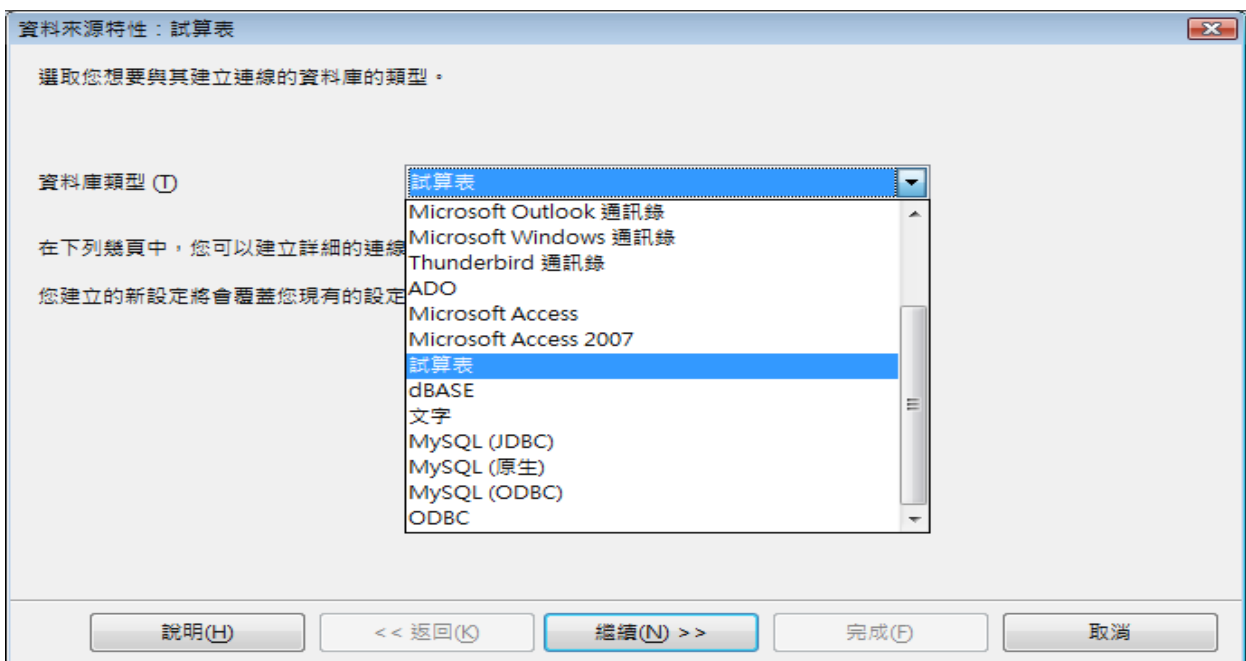 資料來源特性：試算表
選取您想要與其建立連線的資料庫的類型。
資料庫類型 (T)
試算表
在下列幾頁中，您可以建立詳細的連線
您建立的新設定將會覆蓋您現有的設定
Microsoft Outlook 通訊錄
Microsoft Windows 通訊錄
Thunderbird 通訊錄
ADO
Microsoft Access
Microsoft Access 2007
試算表
dBASE
文字
MySQL (JDBC)
MySQL (原生)
MySQL (ODBC)
ODBC
說明(H)
<< 返回(K)
繼續(N) >>
完成(F)
取消